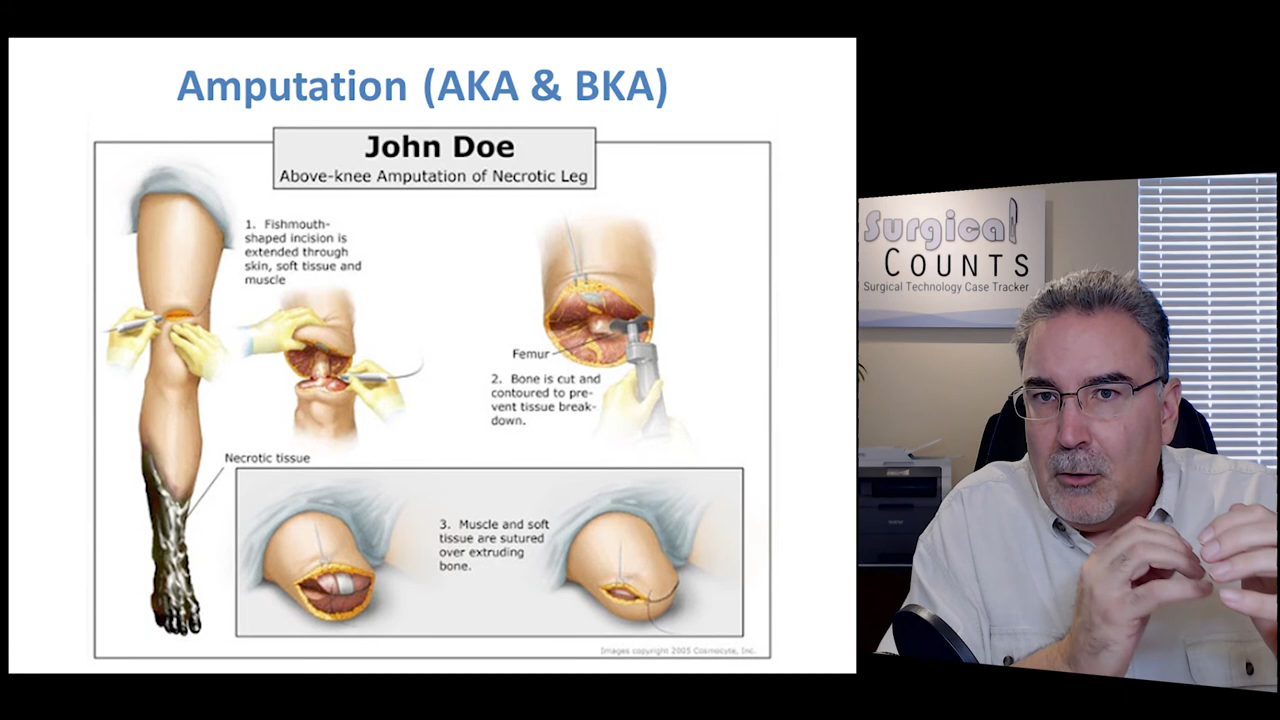 Amputation (AKA & BKA)
John Doe
Above-knee Amputation of Necrotic Leg
1. Fishmouth-
shaped incision is
extended through
skin, soft tissue and
muscle
Femur
2. Bone is cut and
contoured to pre-
vent tissue break-
down.
Necrotic tissue
3. Muscle and soft
tissue are sutured
over extruding
bone.
Images copyright 2005 Cosmocyte, Inc.
Surgical
COUNTS
Surgical Technology Case Tracker